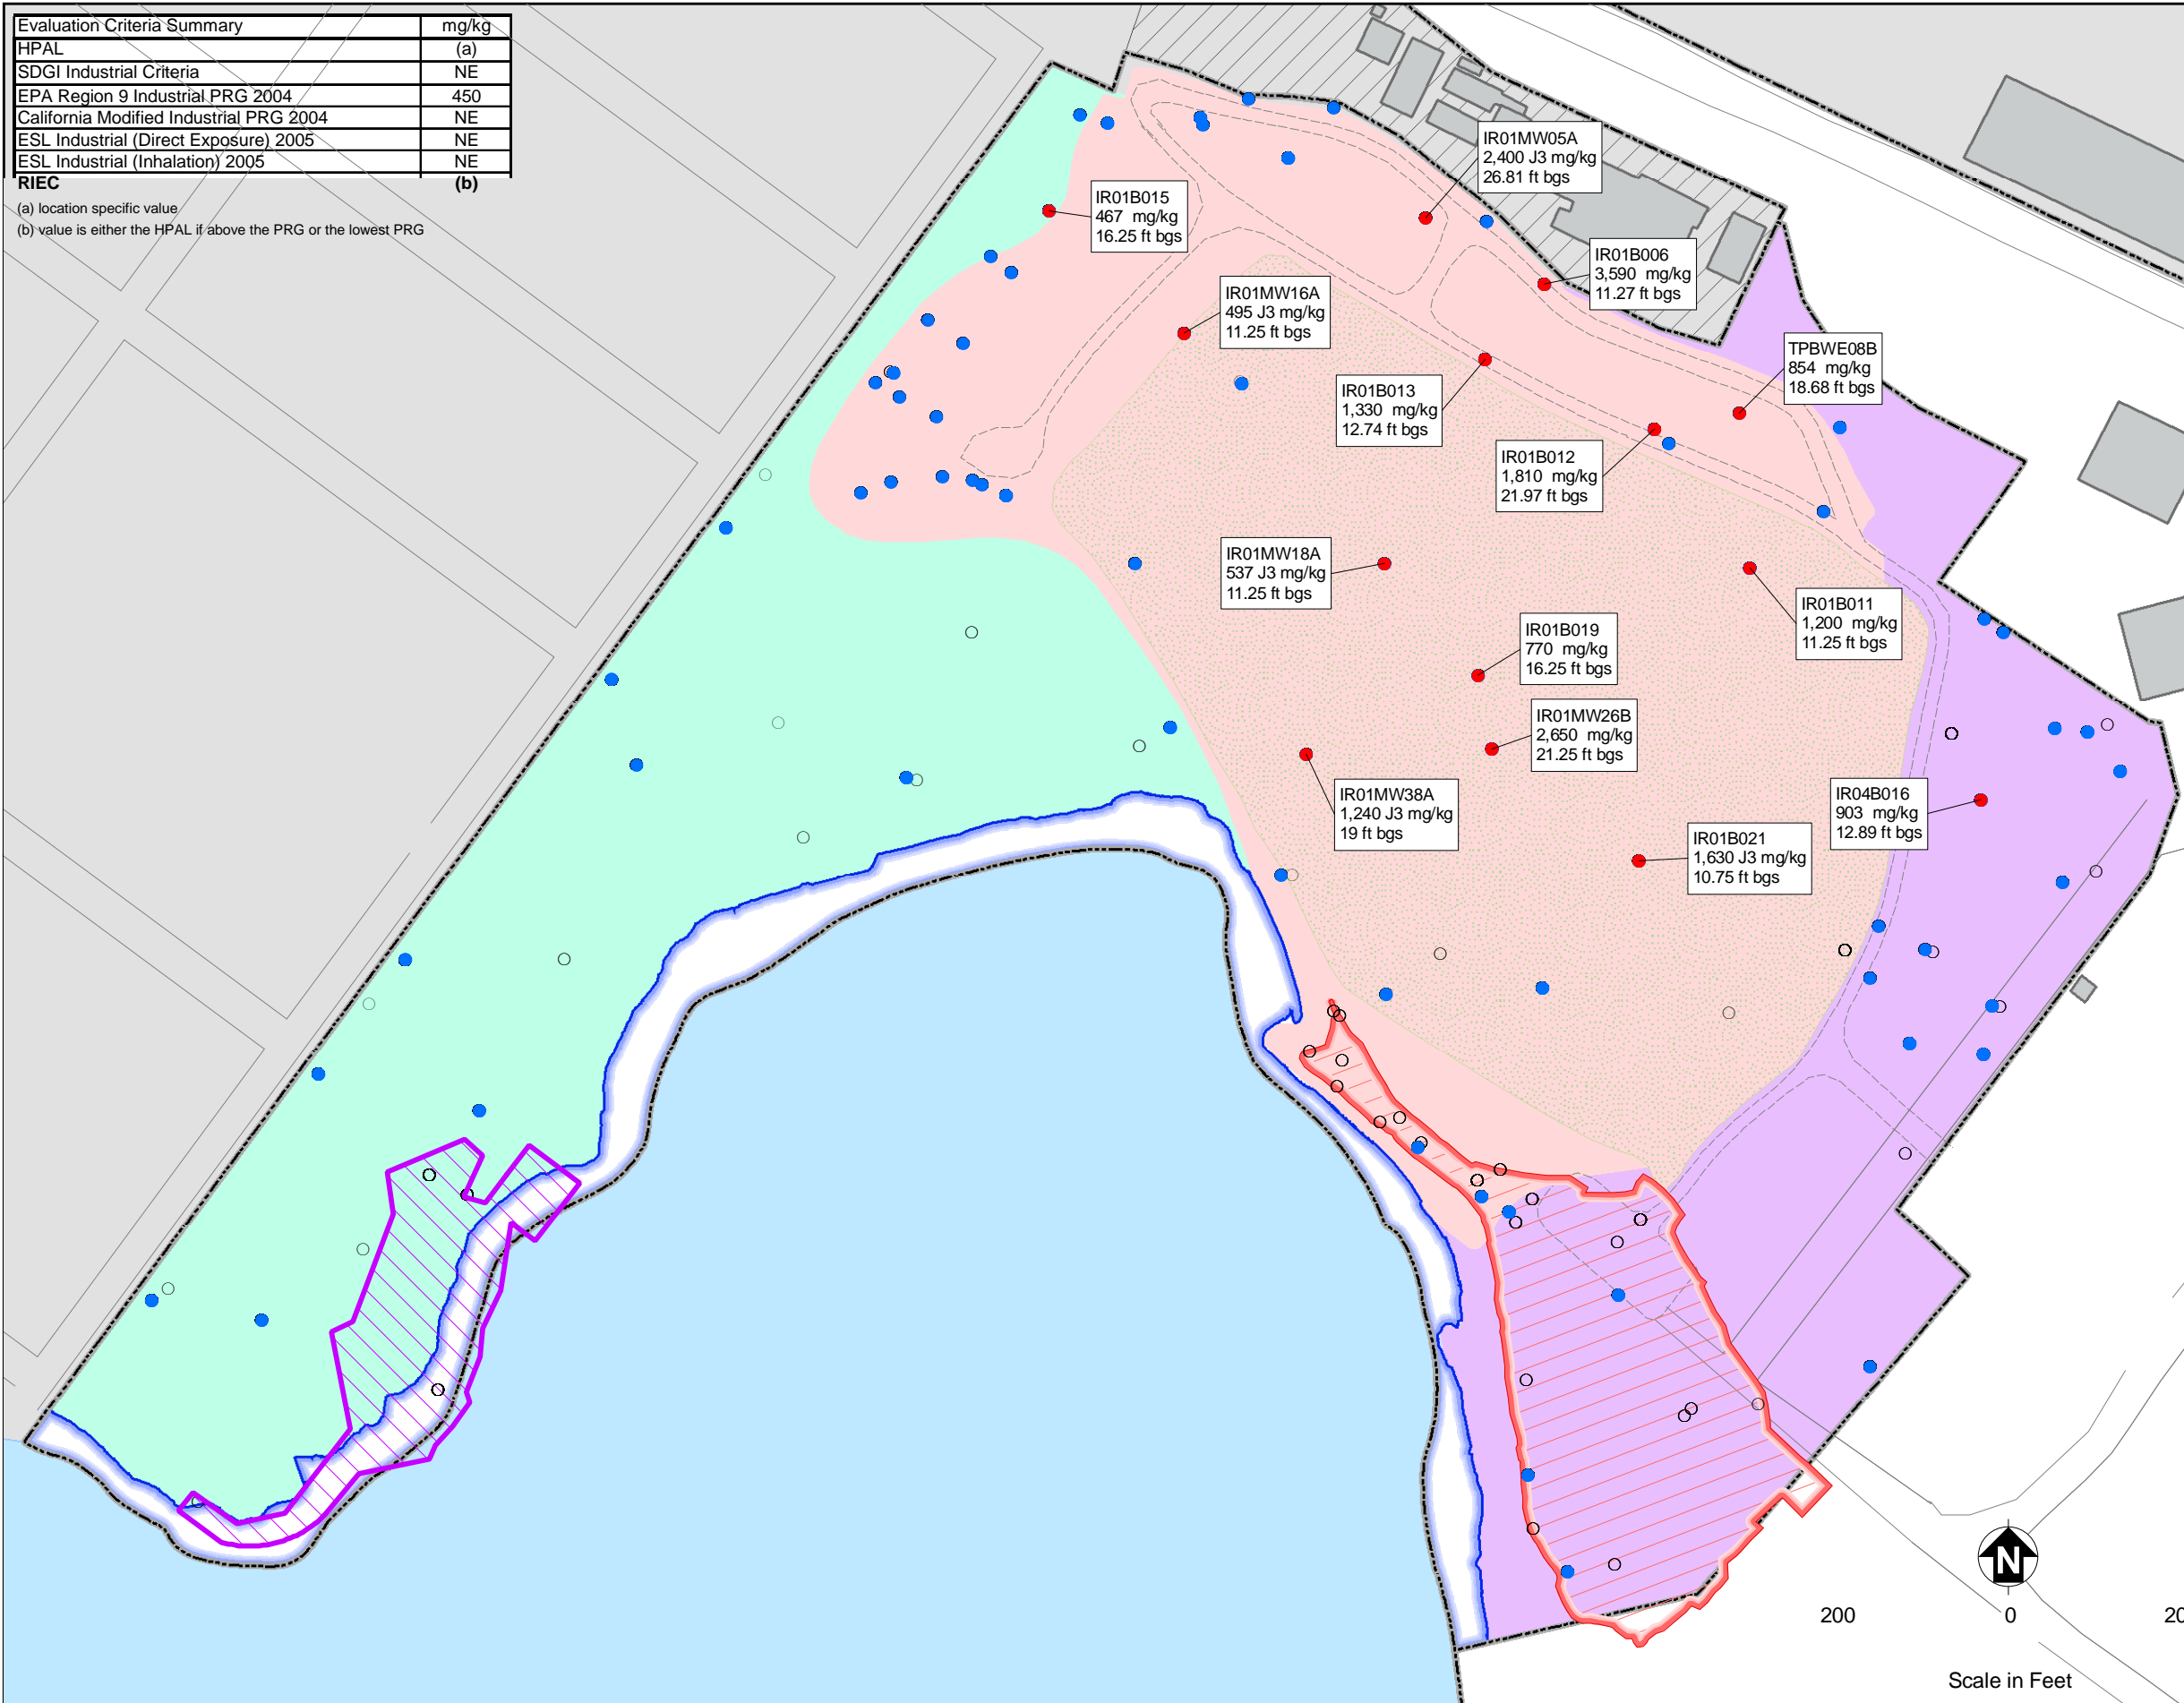 Evaluation Criteria Summary mg/kg
HPAL (a)
SDGI Industrial Criteria NE
EPA Region 9 Industrial PRG 2004 450
California Modified Industrial PRG 2004 NE
ESL Industrial (Direct Exposure) 2005 NE
ESL Industrial (Inhalation) 2005 NE
RIEC (b)
(a) location specific value
(b) value is either the HPAL if above the PRG or the lowest PRG
IR01MW05A
2,400 J3 mg/kg
26.81 ft bgs
IR01B015
467 mg/kg
16.25 ft bgs
IR01B006
3,590 mg/kg
11.27 ft bgs
IR01MW16A
495 J3 mg/kg
11.25 ft bgs
TPBWE08B
854 mg/kg
18.68 ft bgs
IR01B013
1,330 mg/kg
12.74 ft bgs
IR01B012
1,810 mg/kg
21.97 ft bgs
IR01MW18A
537 J3 mg/kg
11.25 ft bgs
IR01B011
1,200 mg/kg
11.25 ft bgs
IR01B019
770 mg/kg
16.25 ft bgs
IR01MW26B
2,650 mg/kg
21.25 ft bgs
IR01MW38A
1,240 J3 mg/kg
19 ft bgs
IR04B016
903 mg/kg
12.89 ft bgs
IR01B021
1,630 J3 mg/kg
10.75 ft bgs
N
200 0 20
Scale in Feet